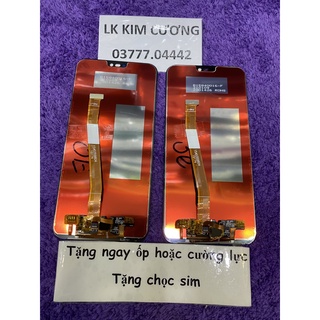 LK KIM CƯƠNG
03777.04442
Tặng ngay ốp hoặc cường lực
Tặng chọc sim